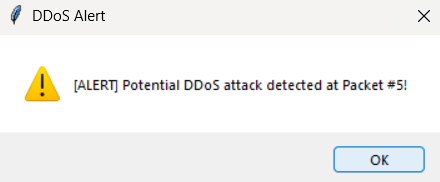 DDoS Alert
[ALERT] Potential DDoS attack detected at Packet #5!
OK